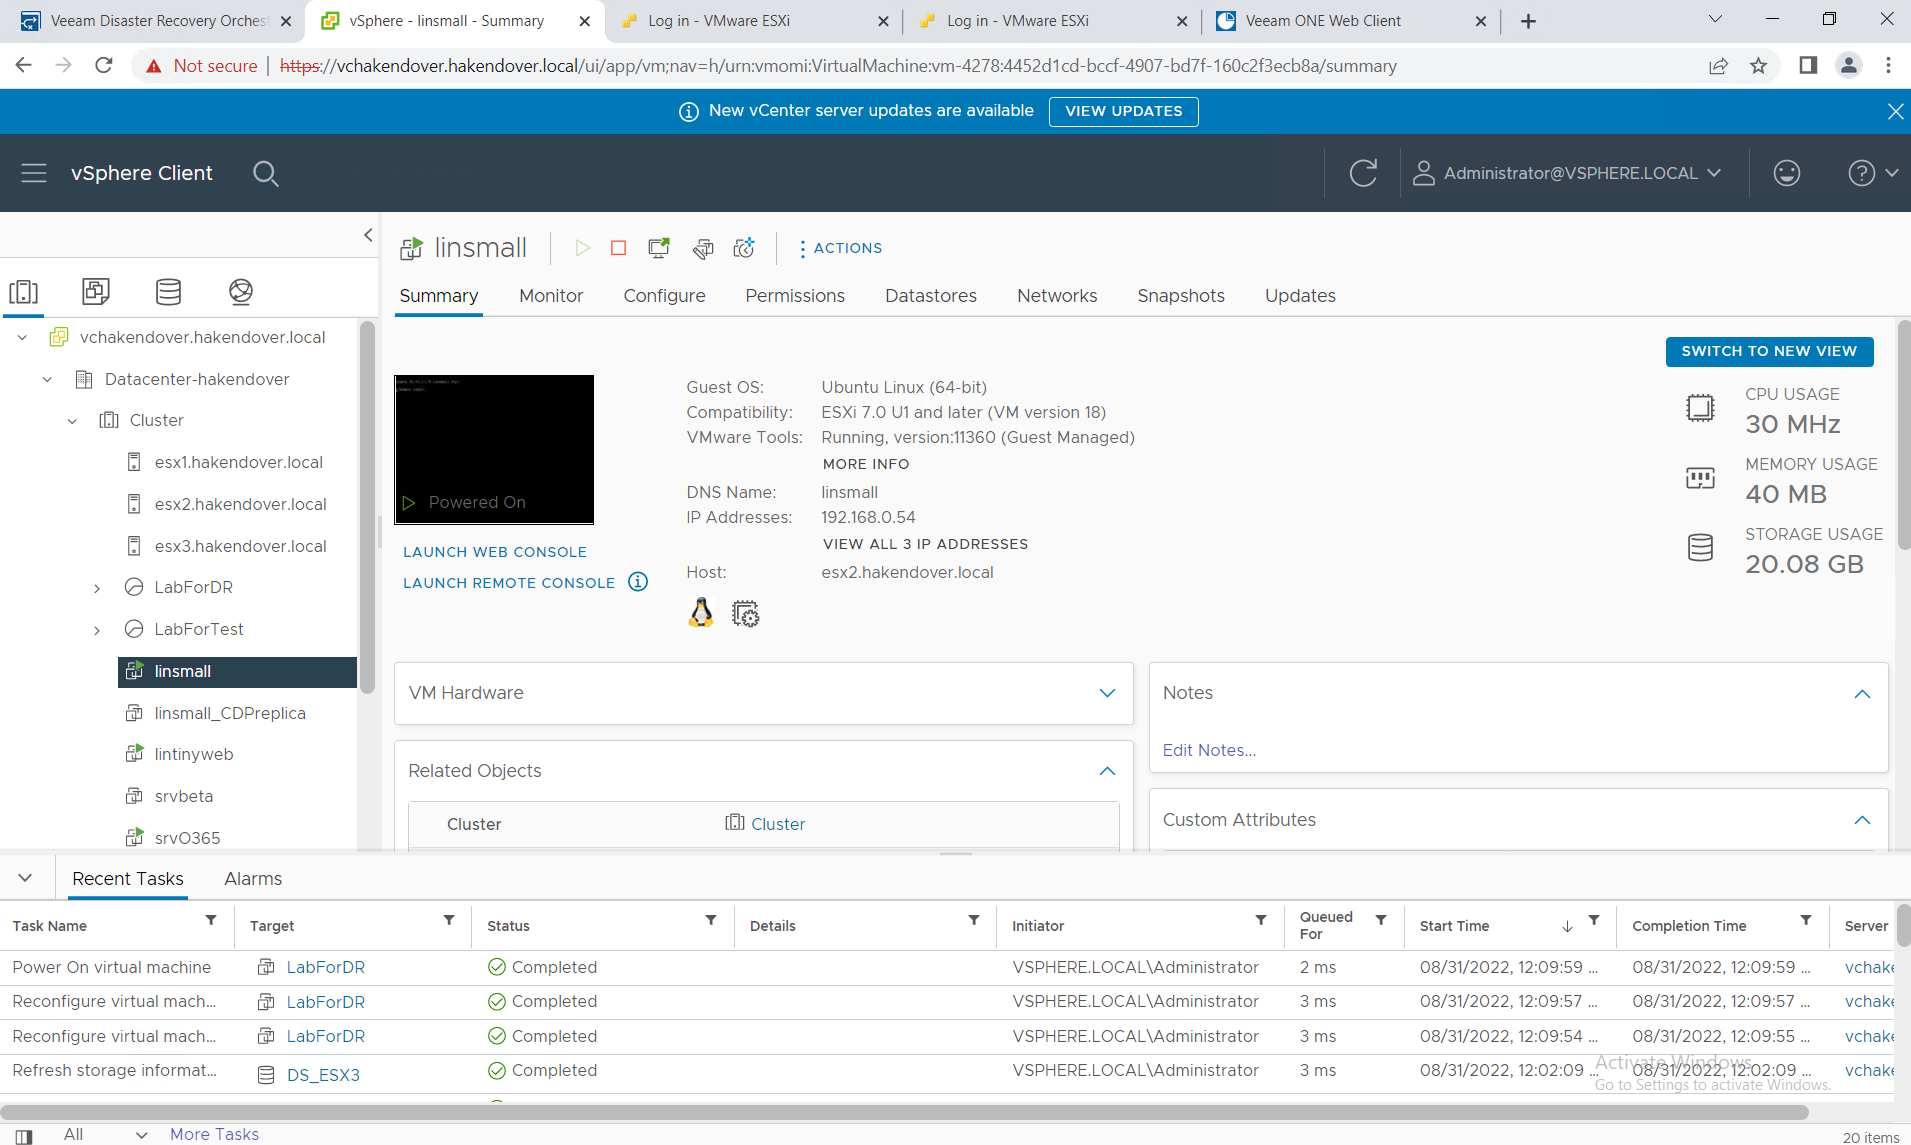 Veeam Disaster Recovery Orchest
vSphere - linsmall - Summary
Log in - VMware ESXi
Log in - VMware ESXi
Veeam ONE Web Client
Not secure
https://vchakendover.hakendover.local/ui/app/vm;nav=h/urn:vmomi:VirtualMachine:vm-4278:4452d1cd-bccf-4907-bd7f-160c2f3ecb8a/summary
New vCenter server updates are available
VIEW UPDATES
vSphere Client
Administrator@VSPHERE.LOCAL
linsmall
ACTIONS
Summary
Monitor
Configure
Permissions
Datastores
Networks
Snapshots
Updates
vchakendover.hakendover.local
Datacenter-hakendover
Cluster
esx1.hakendover.local
esx2.hakendover.local
esx3.hakendover.local
LabForDR
LabForTest
linsmall
linsmall_CDPreplica
lintinyweb
srvbeta
srvO365
Powered On
LAUNCH WEB CONSOLE
LAUNCH REMOTE CONSOLE
Guest OS: Ubuntu Linux (64-bit)
Compatibility: ESXi 7.0 U1 and later (VM version 18)
VMware Tools: Running, version:11360 (Guest Managed)
MORE INFO
DNS Name: linsmall
IP Addresses: 192.168.0.54
VIEW ALL 3 IP ADDRESSES
Host: esx2.hakendover.local
SWITCH TO NEW VIEW
CPU USAGE
30 MHz
MEMORY USAGE
40 MB
STORAGE USAGE
20.08 GB
VM Hardware
Related Objects
Cluster Cluster
Notes
Edit Notes...
Custom Attributes
Recent Tasks
Alarms
Task Name Target Status Details Initiator Queued For Start Time Completion Time Server
Power On virtual machine LabForDR Completed VSPHERE.LOCAL\Administrator 2 ms 08/31/2022, 12:09:59 ... 08/31/2022, 12:09:59 ... vchake
Reconfigure virtual mach... LabForDR Completed VSPHERE.LOCAL\Administrator 3 ms 08/31/2022, 12:09:57 ... 08/31/2022, 12:09:57 ... vchake
Reconfigure virtual mach... LabForDR Completed VSPHERE.LOCAL\Administrator 3 ms 08/31/2022, 12:09:54 ... 08/31/2022, 12:09:55 ... vchake
Refresh storage informat... DS_ESX3 Completed VSPHERE.LOCAL\Administrator 3 ms 08/31/2022, 12:02:09 ... 08/31/2022, 12:02:09 ... vchake
Activate Windows
Go to Settings to activate Windows.
All
More Tasks
20 items